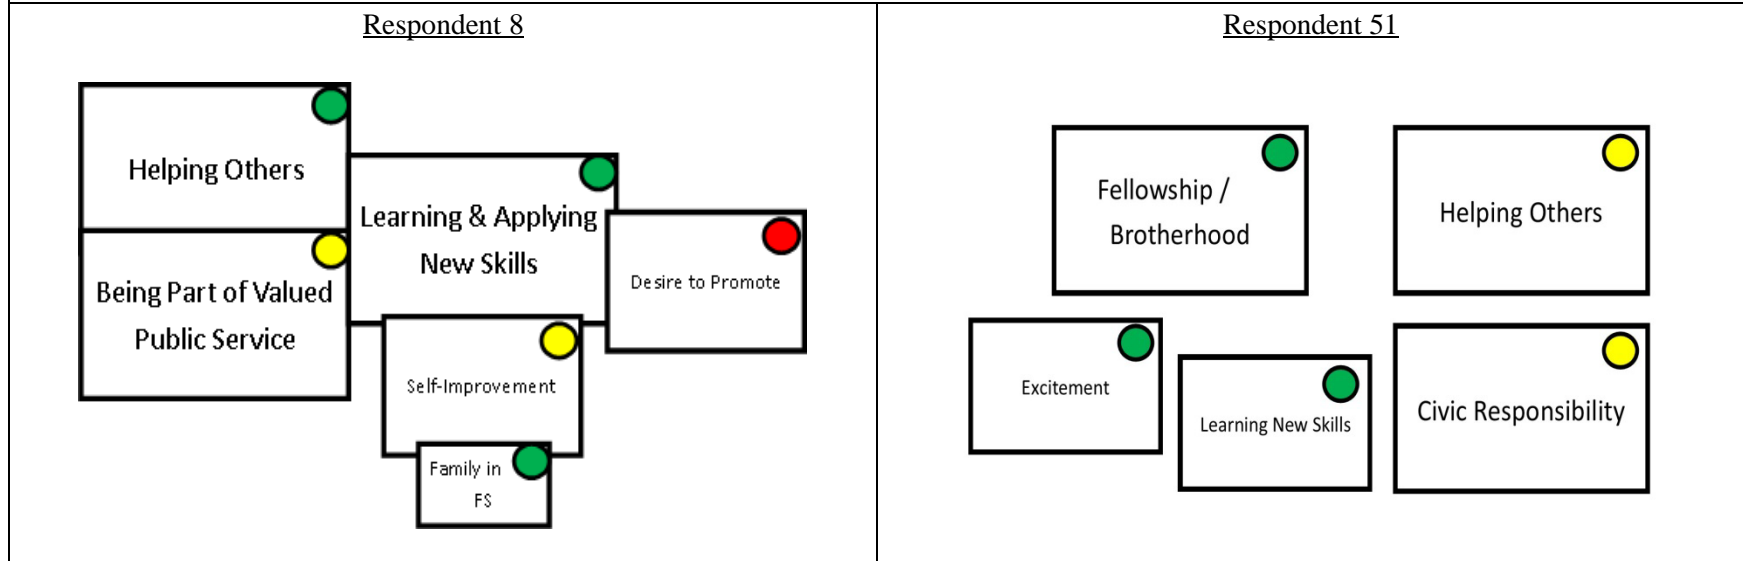 Respondent 8
Helping Others
Being Part of Valued
Public Service
Learning & Applying
New Skills
Desire to Promote
Self-Improvement
Family in
FS
Respondent 51
Fellowship /
Brotherhood
Helping Others
Excitement
Learning New Skills
Civic Responsibility